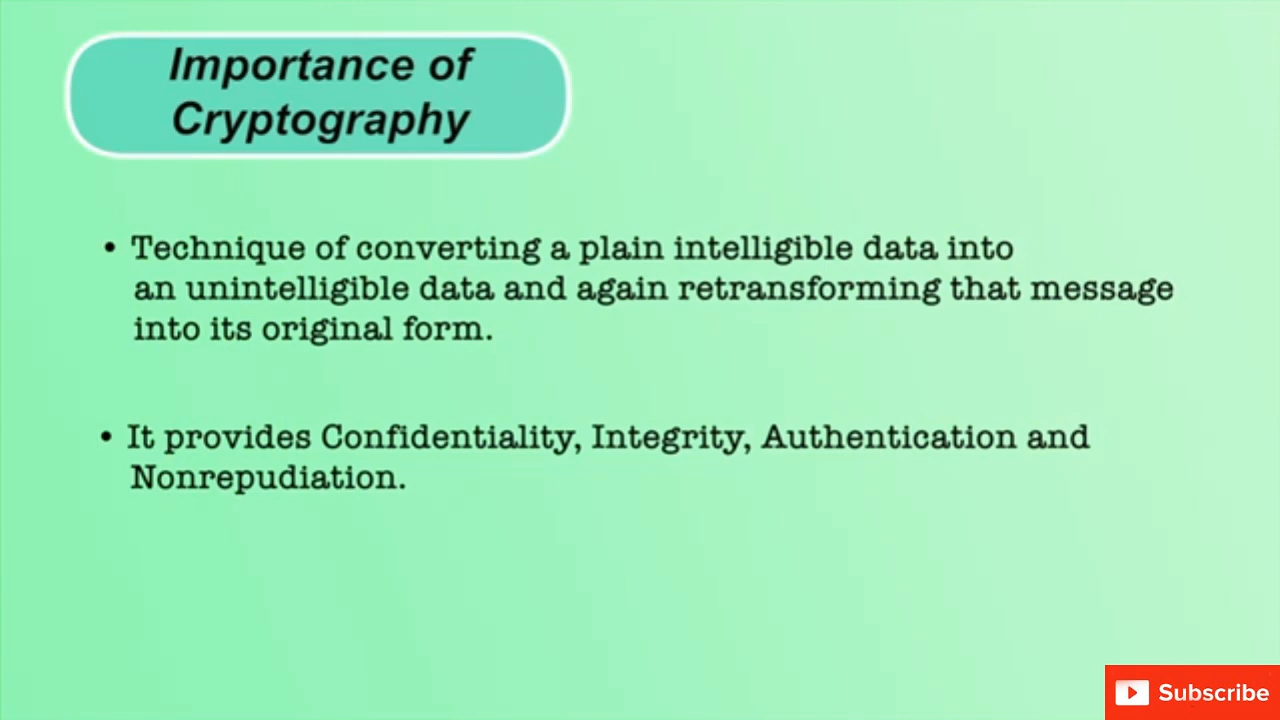 Importance of
Cryptography
• Technique of converting a plain intelligible data into
an unintelligible data and again retransforming that message
into its original form.
• It provides Confidentiality, Integrity, Authentication and
Nonrepudiation.
Subscribe